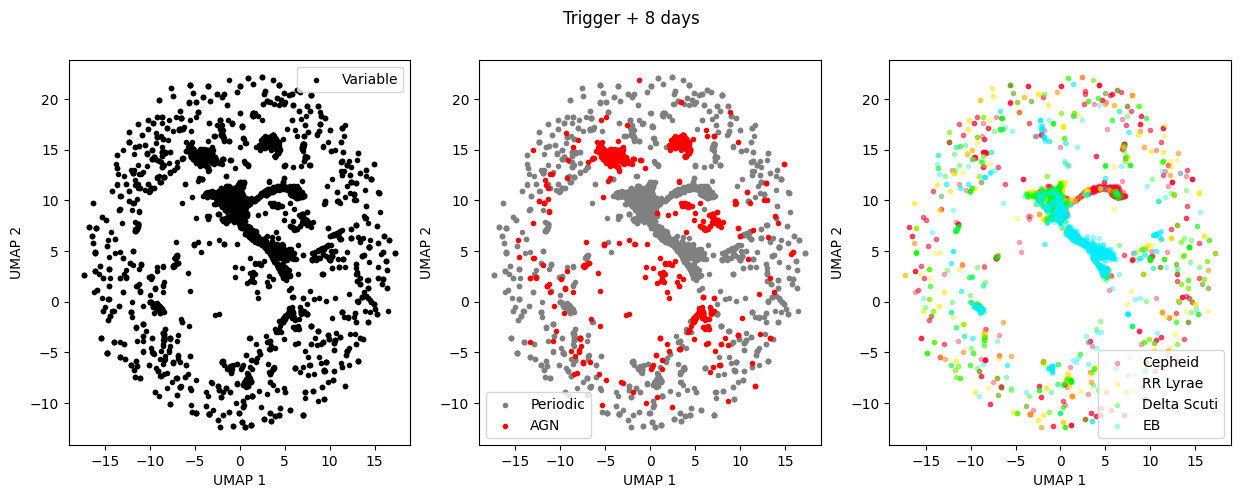 Trigger + 8 days
Variable
UMAP 2
20
15
10
5
0
−5
−10
−15 −10 −5 0 5 10 15
UMAP 1
Periodic
AGN
UMAP 2
20
15
10
5
0
−5
−10
−15 −10 −5 0 5 10 15
UMAP 1
Cepheid
RR Lyrae
Delta Scuti
EB
UMAP 2
20
15
10
5
0
−5
−10
−15 −10 −5 0 5 10 15
UMAP 1